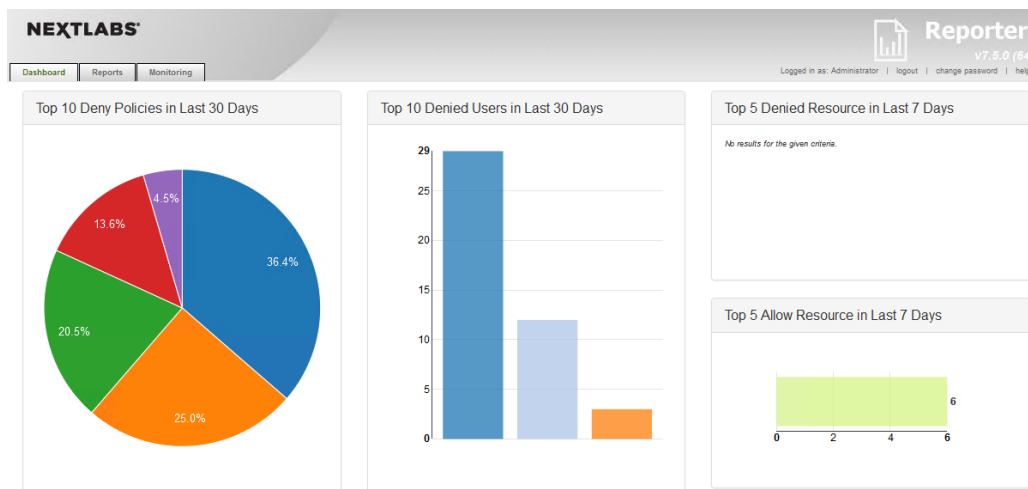 NEXTLABS®
Reporter
v7.5.0 (64
Dashboard Reports Monitoring
Logged in as: Administrator | logout | change password | help
Top 10 Deny Policies in Last 30 Days
4.5%
13.6%
36.4%
20.5%
25.0%
Top 10 Denied Users in Last 30 Days
29
25
20
15
10
5
0
Top 5 Denied Resource in Last 7 Days
No results for the given criteria.
Top 5 Allow Resource in Last 7 Days
6
0 2 4 6